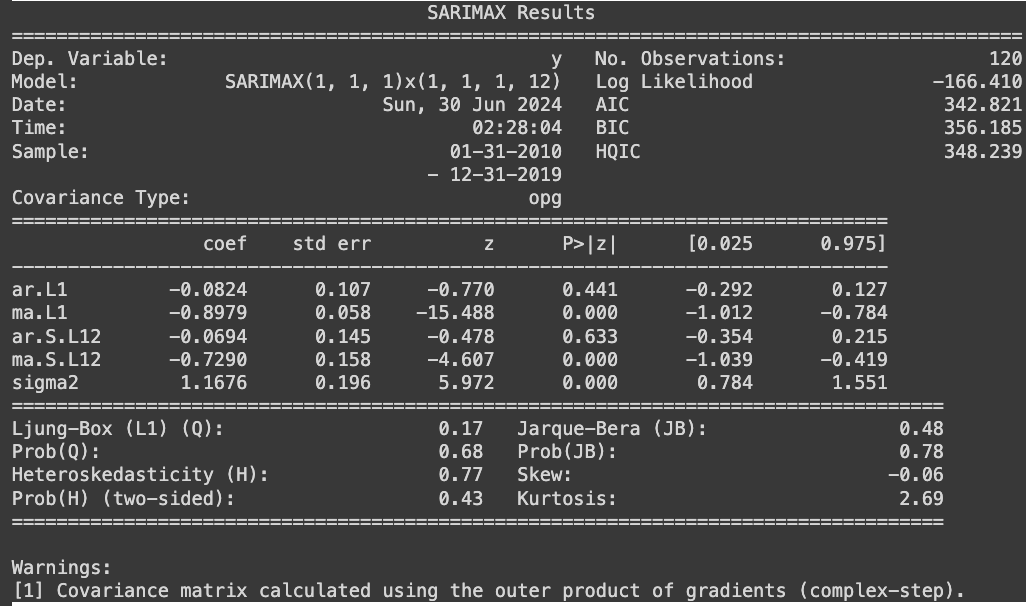 SARIMAX Results
==========================================================================================
Dep. Variable:                                  y   No. Observations:                  120
Model:             SARIMAX(1, 1, 1)x(1, 1, 1, 12)   Log Likelihood                -166.410
Date:                            Sun, 30 Jun 2024   AIC                            342.821
Time:                                    02:28:04   BIC                            356.185
Sample:                                01-31-2010   HQIC                           348.239
                                     - 12-31-2019
Covariance Type:                              opg
==============================================================================
                 coef    std err          z      P>|z|      [0.025      0.975]
------------------------------------------------------------------------------
ar.L1         -0.0824      0.107     -0.770      0.441      -0.292       0.127
ma.L1         -0.8979      0.058    -15.488      0.000      -1.012      -0.784
ar.S.L12      -0.0694      0.145     -0.478      0.633      -0.354       0.215
ma.S.L12      -0.7290      0.158     -4.607      0.000      -1.039      -0.419
sigma2         1.1676      0.196      5.972      0.000       0.784       1.551
===================================================================================
Ljung-Box (L1) (Q):                   0.17   Jarque-Bera (JB):                 0.48
Prob(Q):                              0.68   Prob(JB):                         0.78
Heteroskedasticity (H):               0.77   Skew:                            -0.06
Prob(H) (two-sided):                  0.43   Kurtosis:                         2.69
===================================================================================
Warnings:
[1] Covariance matrix calculated using the outer product of gradients (complex-step).